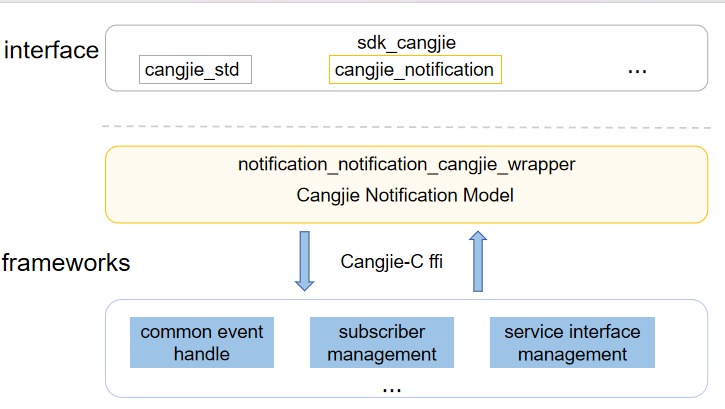 interface
sdk_cangjie
cangjie_std
cangjie_notification
...
notification_notification_cangjie_wrapper
Cangjie Notification Model
frameworks
Cangjie-C ffi
common event
handle
subscriber
management
service interface
management
...